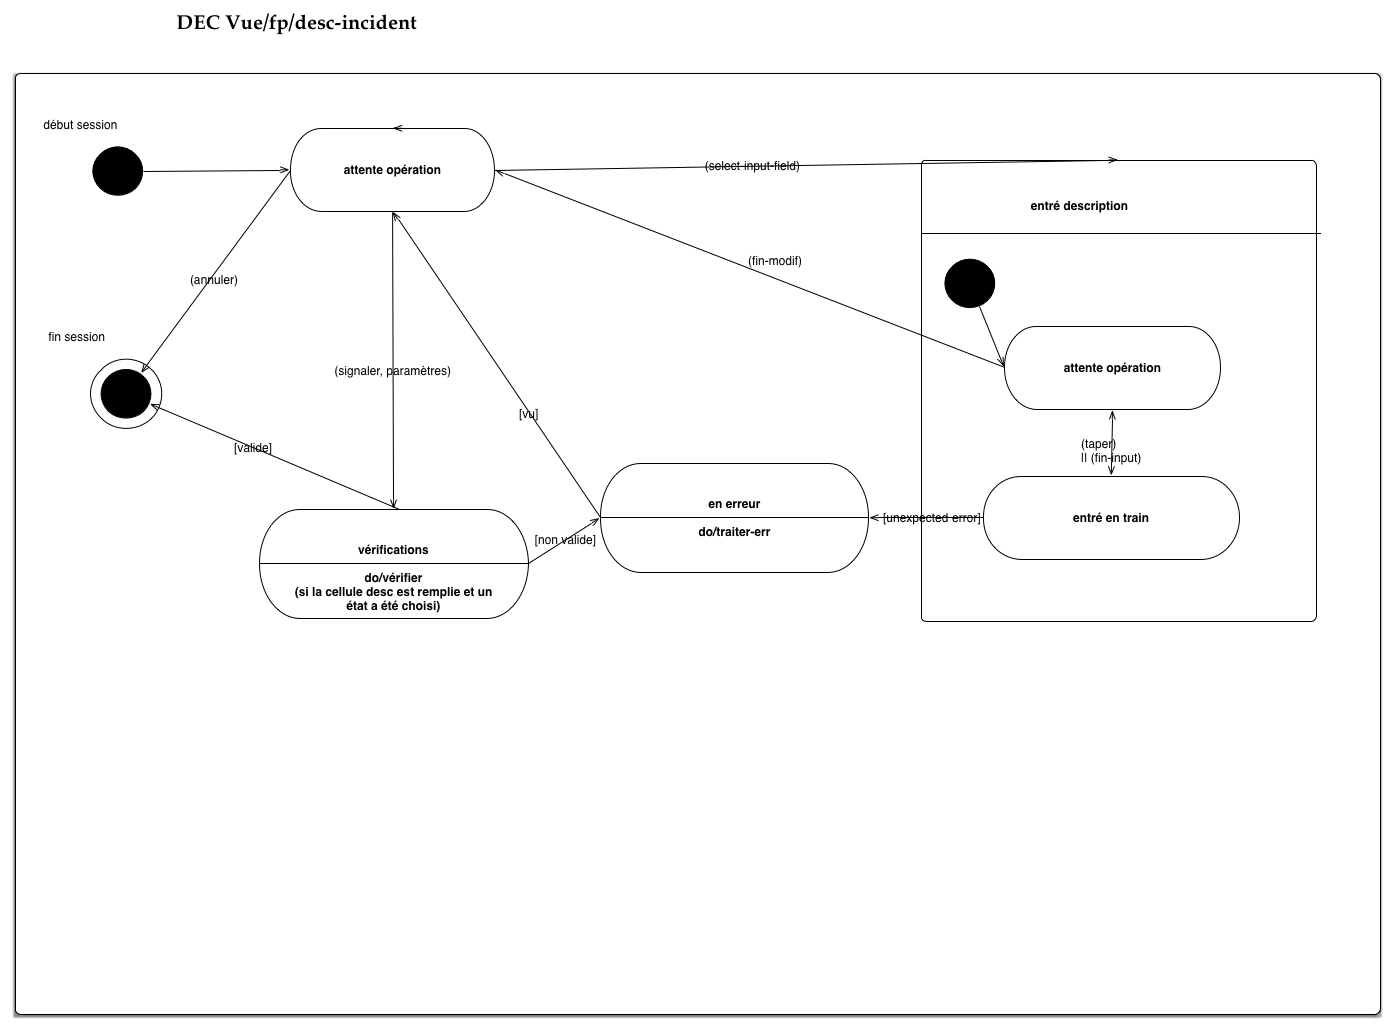 DEC Vue/fp/desc-incident
début session
attente opération
(select input-field)
entré description
(fin-modif)
(annuler)
fin session
attente opération
(signaler, paramètres)
[vu]
(taper)
II (fin-input)
[valide]
en erreur
do/traiter-err
[unexpected error]
entré en train
[non valide]
vérifications
do/vérifier
(si la cellule desc est remplie et un
état a été choisi)